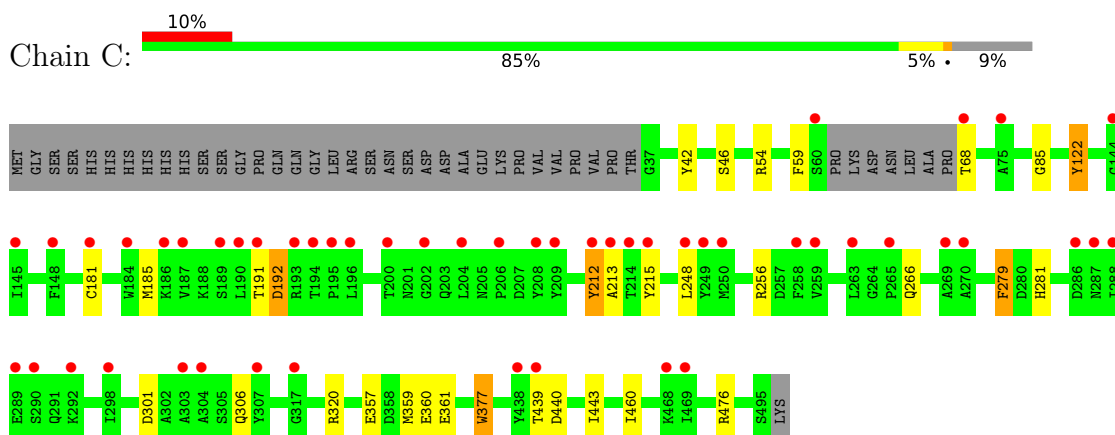 10%
Chain C:
85% 5% • 9%
MET GLY SER SER HIS HIS HIS HIS HIS HIS SER SER GLY PRO GLN GLN GLY LEU ARG SER ASN SER ASP ASP ALA GLU LYS PRO VAL VAL PRO VAL PRO THR G37 Y42 S46 R54 F59 S60 PRO LYS ASP ASN LEU ALA PRO T68 A75 G85 Y122 G144
I145 F148 C181 W184 M185 K186 V187 K188 S189 L190 T191 D192 R193 T194 P195 L196 T200 N201 G202 Q203 L204 N205 P206 D207 Y208 Y209 Y212 A213 T214 Y215 L248 Y249 M250 R256 D257 F258 V259 L263 G264 P265 Q266 A269 A270 F279 D280 H281 D286 N287 I288
E289 S290 Q291 K292 I298 D301 A302 A303 A304 S305 Q306 Y307 G317 R320 E357 D358 M359 E360 E361 W377 Y438 T439 D440 I443 I460 K468 I469 R476 S495 LYS